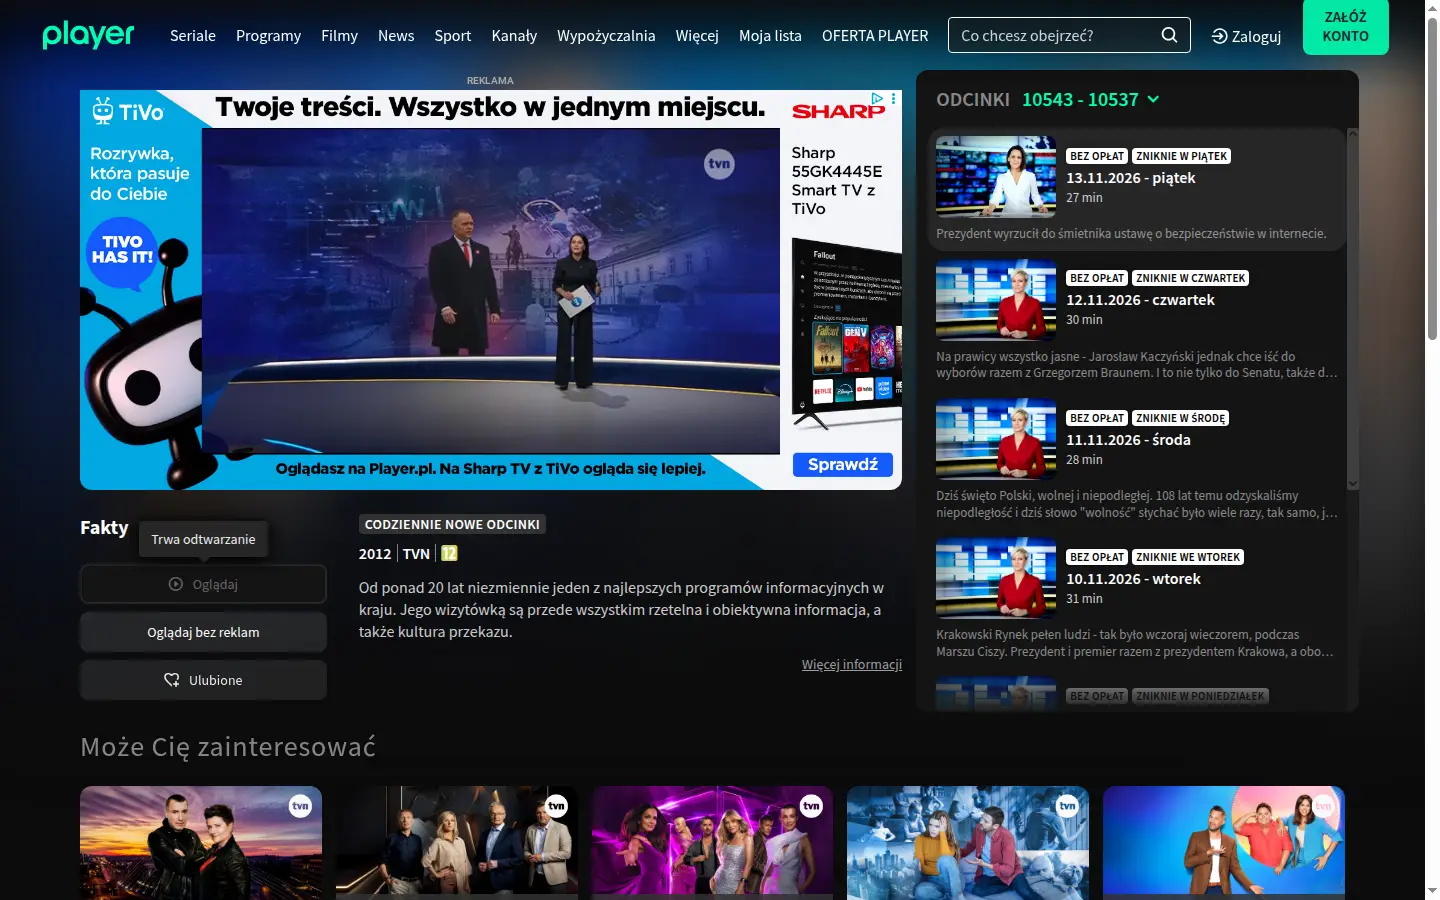 player
Seriale
Programy
Filmy
News
Sport
Kanały
Wypożyczalnia
Więcej
Moja lista
OFERTA PLAYER
Co chcesz obejrzeć?
Zaloguj
ZAŁÓŻ
KONTO
REKLAMA
TiVo
Twoje treści. Wszystko w jednym miejscu.
SHARP
Rozrywka,
która pasuje
do Ciebie
TIVO
HAS IT!
tvn
Sharp
55GK4445E
Smart TV z
TiVo
Fallout
Oglądasz na Player.pl. Na Sharp TV z TiVo ogląda się lepiej.
Sprawdź
ODCINKI 10543 - 10537
BEZ OPŁAT ZNIKNIE W PIĄTEK
13.11.2026 - piątek
27 min
Prezydent wyrzucił do śmietnika ustawę o bezpieczeństwie w internecie.
BEZ OPŁAT ZNIKNIE W CZWARTEK
12.11.2026 - czwartek
30 min
Na prawicy wszystko jasne - Jarosław Kaczyński jednak chce iść do
wyborów razem z Grzegorzem Braunem. I to nie tylko do Senatu, także d...
BEZ OPŁAT ZNIKNIE W ŚRODĘ
11.11.2026 - środa
28 min
Dziś święto Polski, wolnej i niepodległej. 108 lat temu odzyskaliśmy
niepodległość i dziś słowo "wolność" słychać było wiele razy, tak samo, j...
BEZ OPŁAT ZNIKNIE WE WTOREK
10.11.2026 - wtorek
31 min
Krakowski Rynek pełen ludzi - tak było wczoraj wieczorem, podczas
Marszu Ciszy. Prezydent i premier razem z prezydentem Krakowa, a obo...
BEZ OPŁAT ZNIKNIE W PONIEDZIAŁEK
Fakty
Trwa odtwarzanie
Oglądaj
Oglądaj bez reklam
Ulubione
CODZIENNIE NOWE ODCINKI
2012 | TVN | 12
Od ponad 20 lat niezmiennie jeden z najlepszych programów informacyjnych w
kraju. Jego wizytówką są przede wszystkim rzetelna i obiektywna informacja, a
także kultura przekazu.
Więcej informacji
Może Cię zainteresować
tvn
tvn
tvn
tvn
tvn